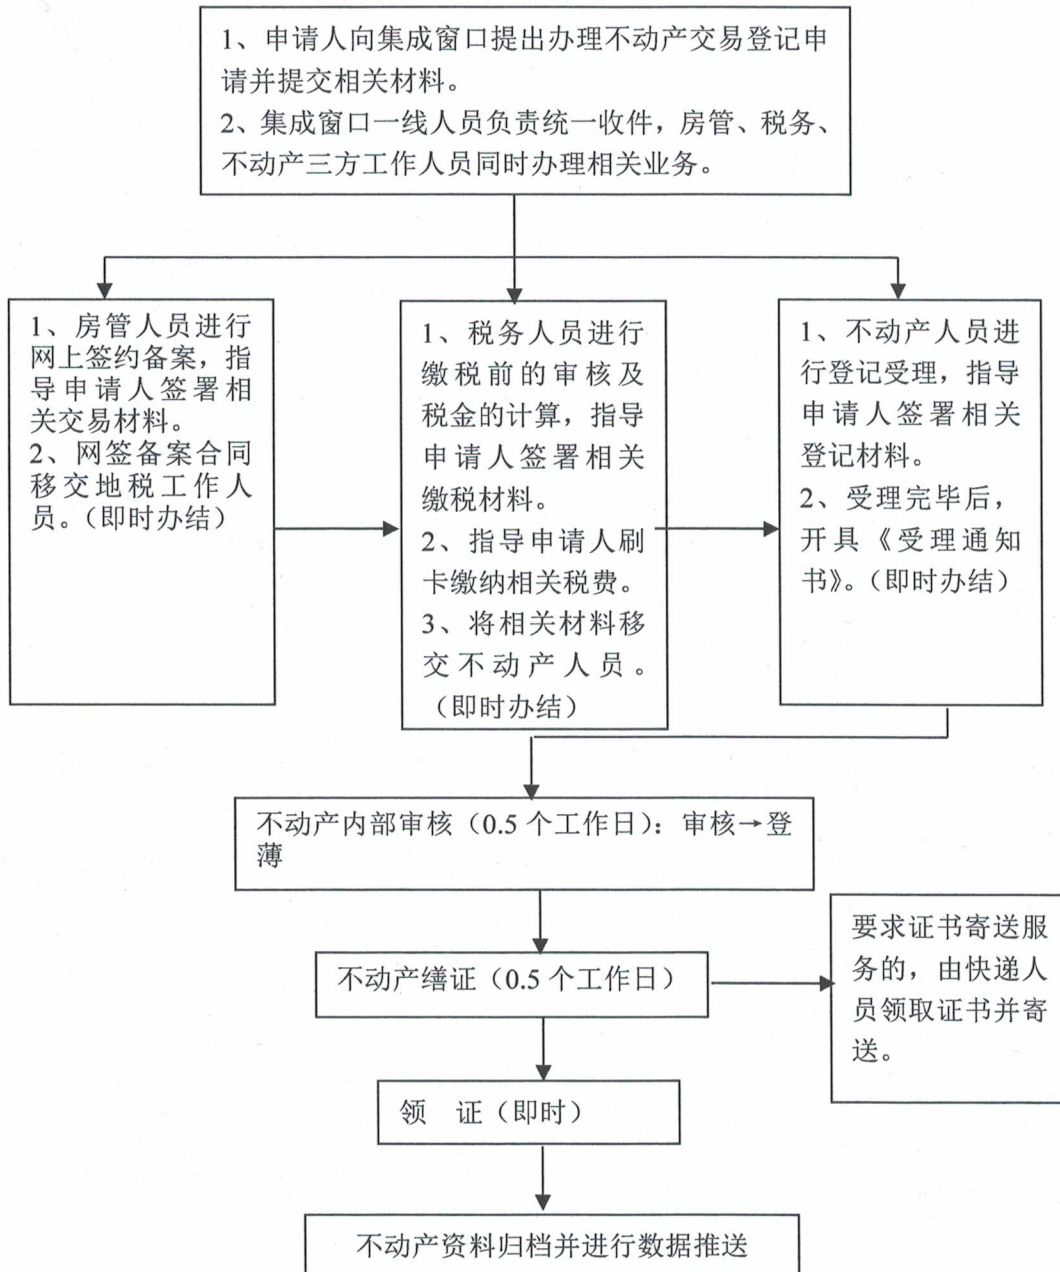 1、申请人向集成窗口提出办理不动产交易登记申
请并提交相关材料。
2、集成窗口一线人员负责统一收件，房管、税务、
不动产三方工作人员同时办理相关业务。
1、房管人员进行
网上签约备案，指
导申请人签署相
关交易材料。
2、网签备案合同
移交地税工作人
员。（即时办结）
1、税务人员进行
缴税前的审核及
税金的计算，指导
申请人签署相关
缴税材料。
2、指导申请人刷
卡缴纳相关税费。
3、将相关材料移
交不动产人员。
（即时办结）
1、不动产人员进
行登记受理，指导
申请人签署相关
登记材料。
2、受理完毕后，
开具《受理通知
书》。（即时办结）
不动产内部审核（0.5 个工作日）：审核→登
薄
不动产缮证（0.5 个工作日）
要求证书寄送服
务的，由快递人
员领取证书并寄
送。
领　证（即时）
不动产资料归档并进行数据推送